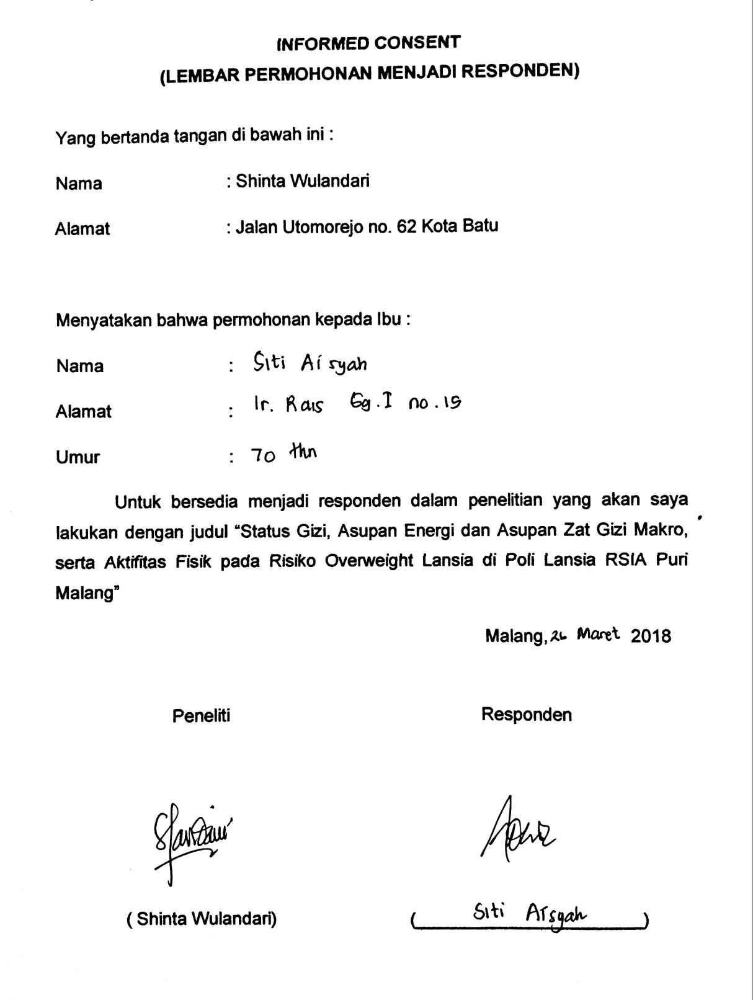 INFORMED CONSENT
(LEMBAR PERMOHONAN MENJADI RESPONDEN)
Yang bertanda tangan di bawah ini :
Nama : Shinta Wulandari
Alamat : Jalan Utomorejo no. 62 Kota Batu
Menyatakan bahwa permohonan kepada Ibu :
Nama : Siti Aisyah
Alamat : Ir. Rais Gg. I no.
Umur : 70 thn
Untuk bersedia menjadi responden dalam penelitian yang akan saya
lakukan dengan judul “Status Gizi, Asupan Energi dan Asupan Zat Gizi Makro,
serta Aktifitas Fisik pada Risiko Overweight Lansia di Poli Lansia RSIA Puri
Malang”
Malang, Maret 2018
Peneliti Responden
( Shinta Wulandari) ( Siti Aisyah )